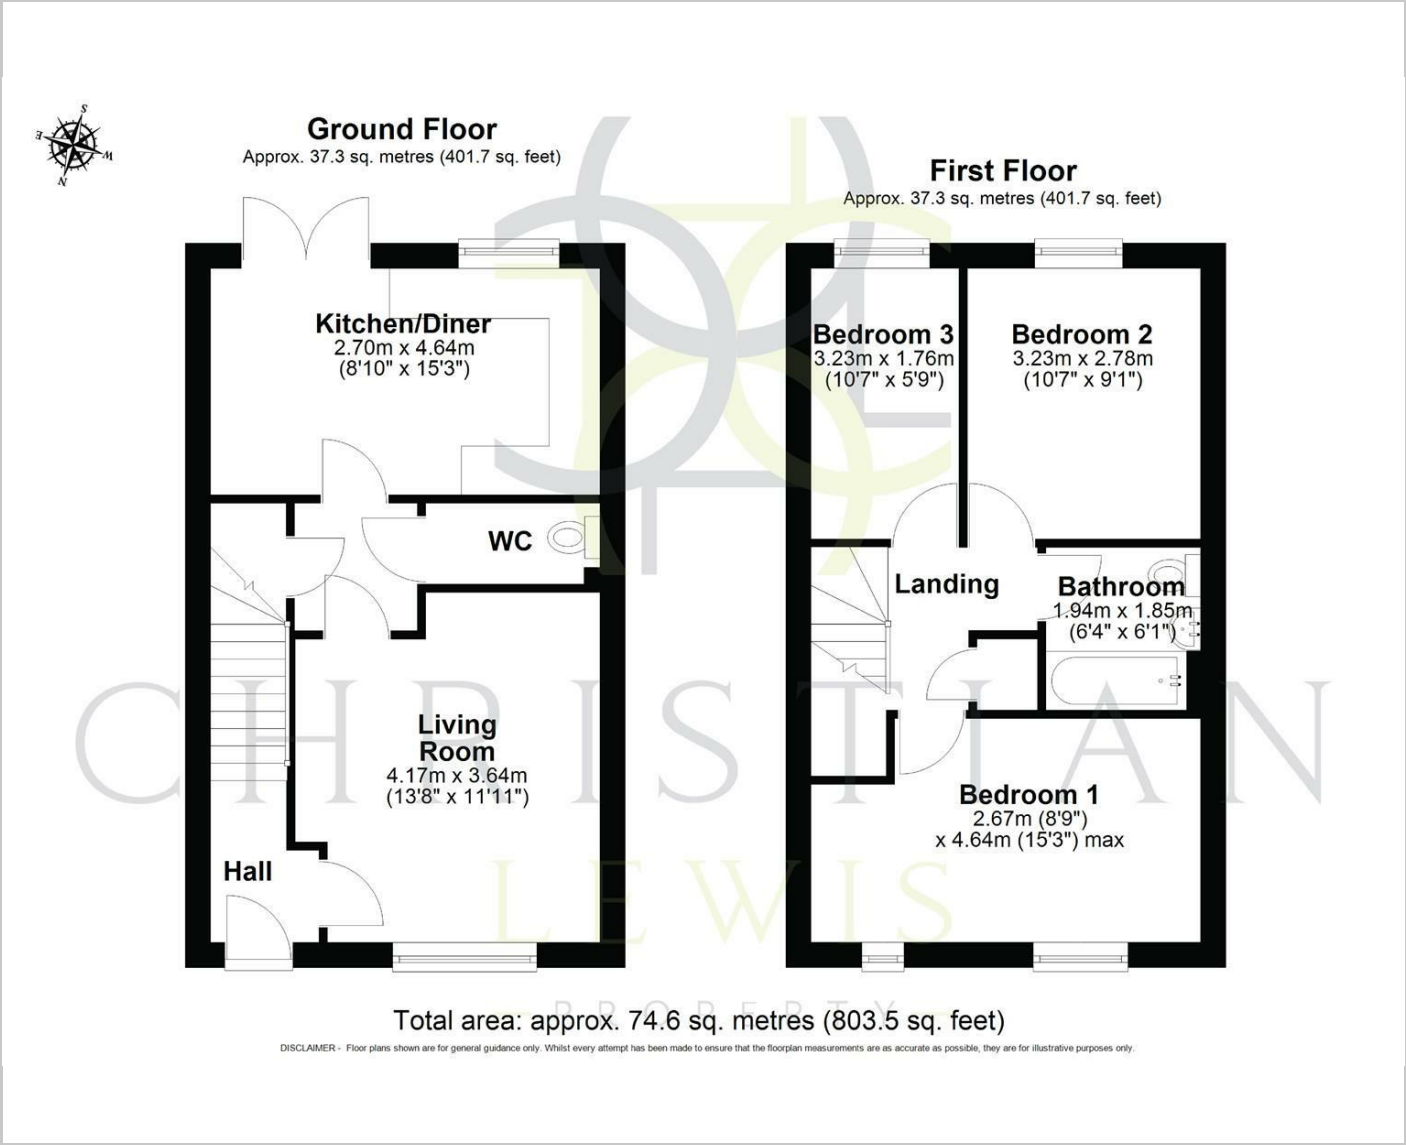 S
E
W
N
Ground Floor
Approx. 37.3 sq. metres (401.7 sq. feet)
First Floor
Approx. 37.3 sq. metres (401.7 sq. feet)
Kitchen/Diner
2.70m x 4.64m
(8'10" x 15'3")
WC
Living
Room
4.17m x 3.64m
(13'8" x 11'11")
Hall
Bedroom 3
3.23m x 1.76m
(10'7" x 5'9")
Bedroom 2
3.23m x 2.78m
(10'7" x 9'1")
Landing
Bathroom
1.94m x 1.85m
(6'4" x 6'1")
Bedroom 1
2.67m (8'9")
x 4.64m (15'3") max
CHRISTIAN
LEWIS
PROPERTY
Total area: approx. 74.6 sq. metres (803.5 sq. feet)
DISCLAIMER - Floor plans shown are for general guidance only. Whilst every attempt has been made to ensure that the floorplan measurements are as accurate as possible, they are for illustrative purposes only.